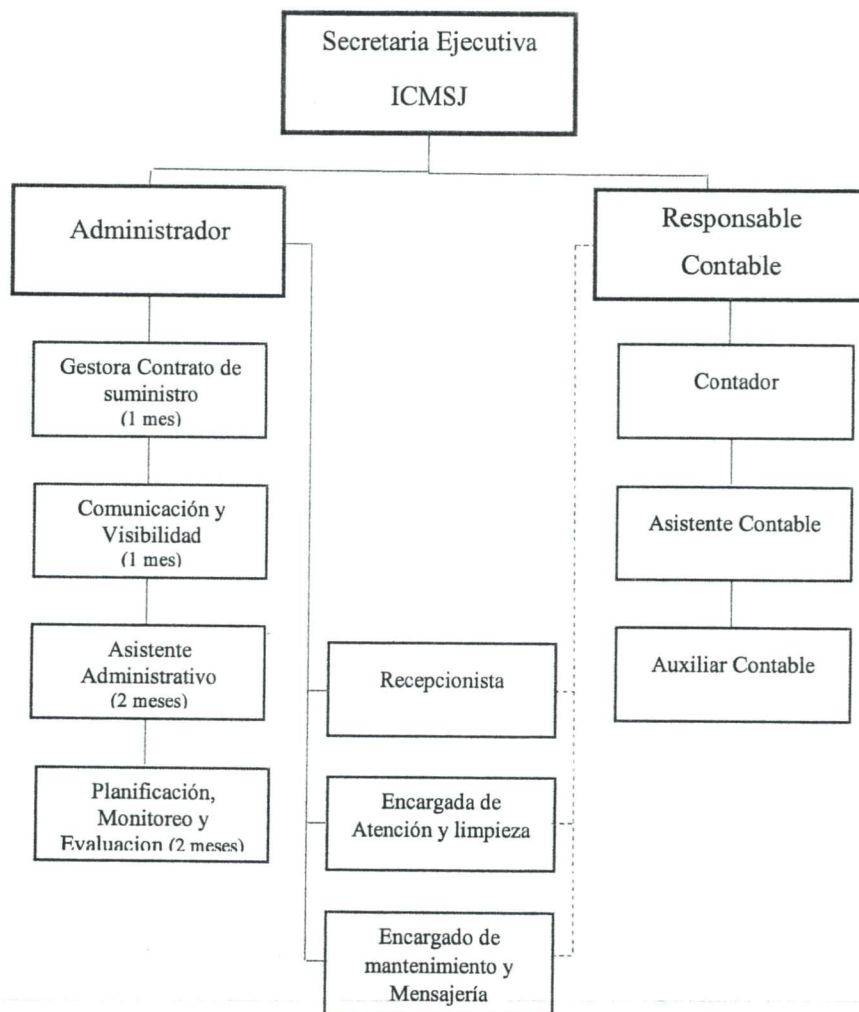 Secretaria Ejecutiva
ICMSJ
Administrador
Responsable
Contable
Gestora Contrato de
suministro
(1 mes)
Contador
Comunicación y
Visibilidad
(1 mes)
Asistente Contable
Asistente
Administrativo
(2 meses)
Recepcionista
Auxiliar Contable
Planificación,
Monitoreo y
Evaluacion (2 meses)
Encargada de
Atención y limpieza
Encargado de
mantenimiento y
Mensajería